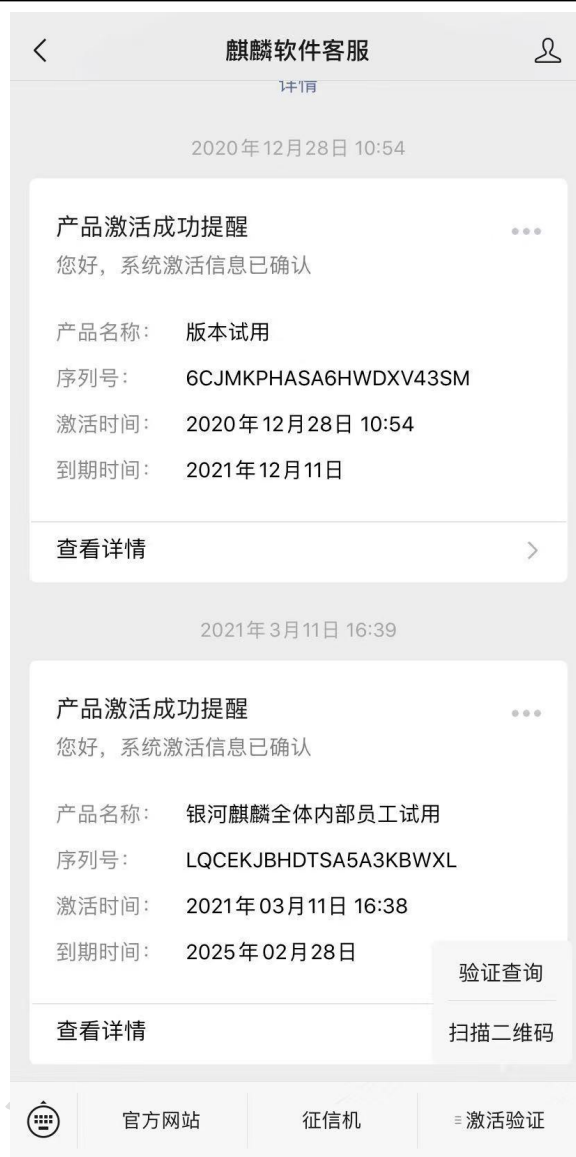 麒麟软件客服
详情
2020年12月28日 10:54
产品激活成功提醒
您好，系统激活信息已确认
产品名称： 版本试用
序列号： 6CJMKPHASA6HWDXV43SM
激活时间： 2020年12月28日 10:54
到期时间： 2021年12月11日
查看详情
2021年3月11日 16:39
产品激活成功提醒
您好，系统激活信息已确认
产品名称： 银河麒麟全体内部员工试用
序列号： LQCEKJBHDTSA5A3KBWXL
激活时间： 2021年03月11日 16:38
到期时间： 2025年02月28日
验证查询
查看详情
扫描二维码
官方网站 征信机 激活验证